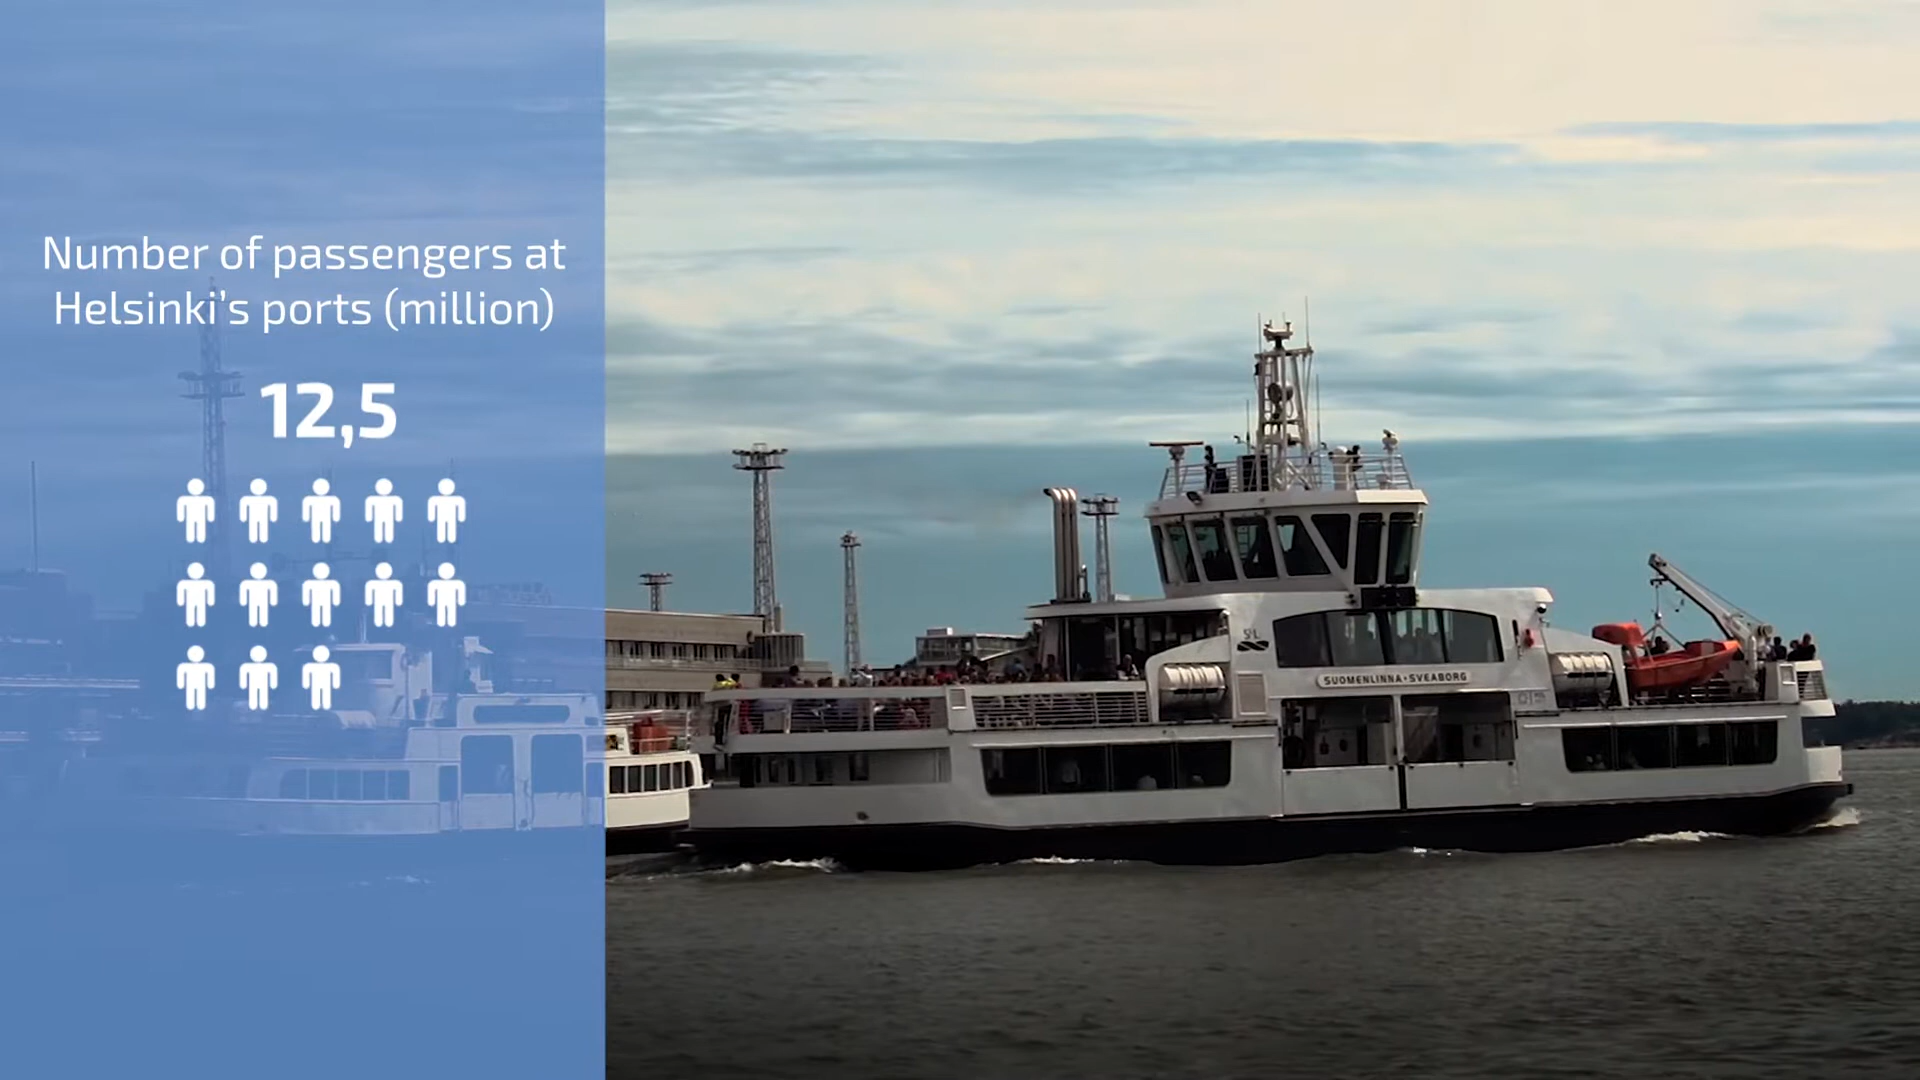 Number of passengers at
Helsinki's ports (million)
12,5
SUOMENLINNA•SVEABORG